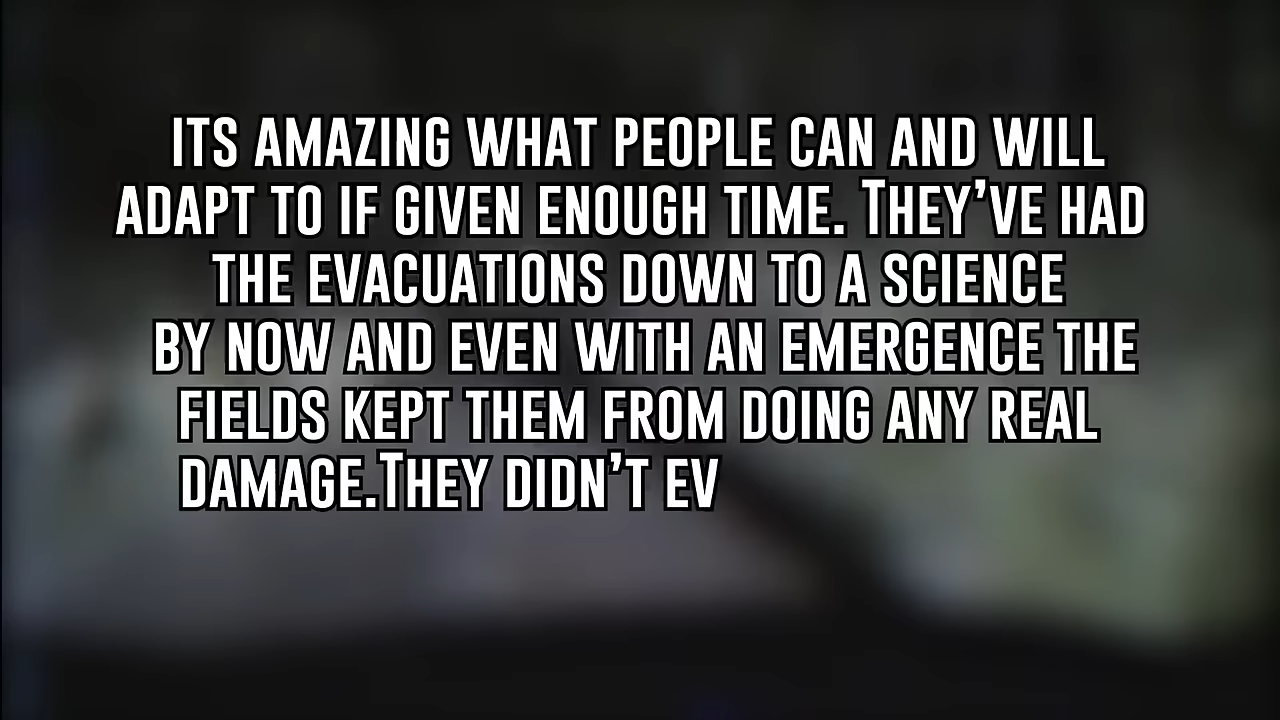 ITS AMAZING WHAT PEOPLE CAN AND WILL
ADAPT TO IF GIVEN ENOUGH TIME. THEY'VE HAD
THE EVACUATIONS DOWN TO A SCIENCE
BY NOW AND EVEN WITH AN EMERGENCE THE
FIELDS KEPT THEM FROM DOING ANY REAL
DAMAGE.THEY DIDN'T EV